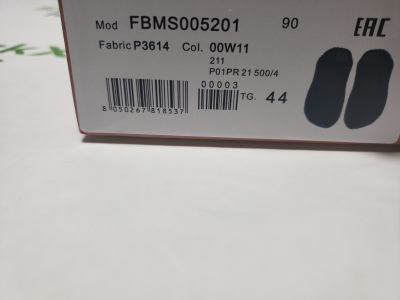 Mod FBMS005201 90 EAC
Fabric P3614 Col. 00W11
211
P01PR 21 500/4
00003
TG. 44
8 050267 818537